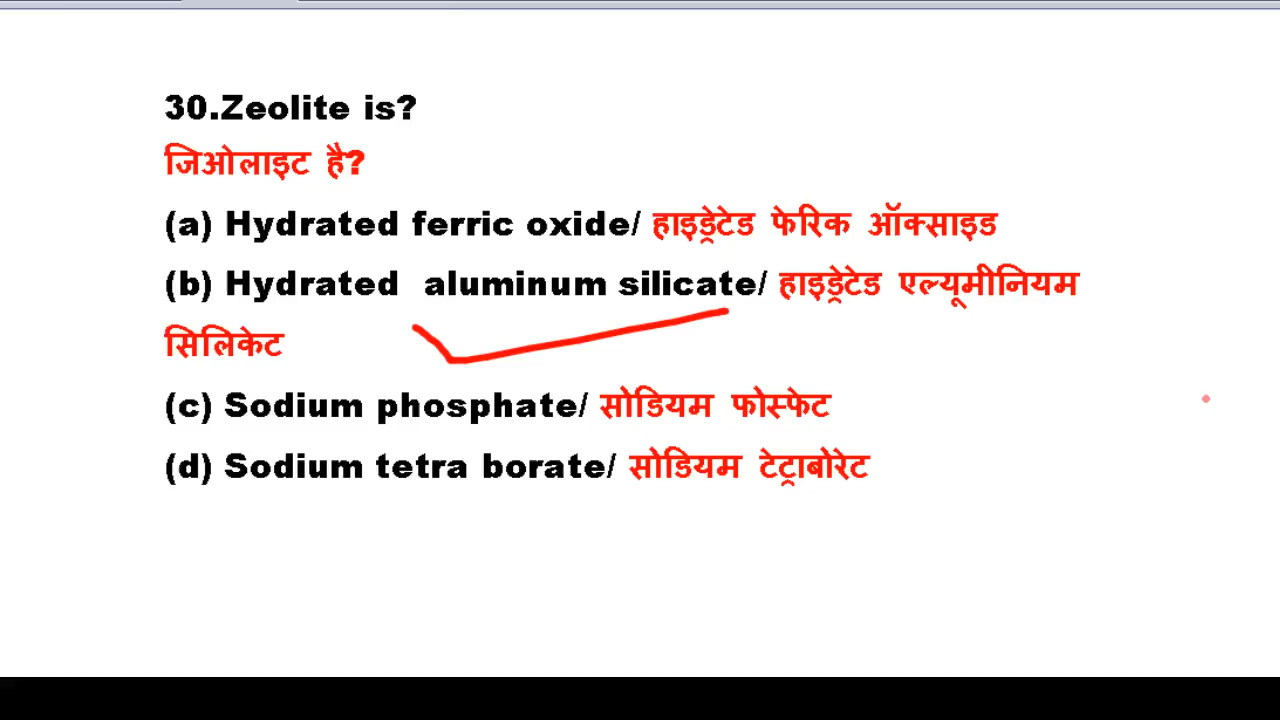 30.Zeolite is?
जिओलाइट है?
(a) Hydrated ferric oxide/ हाइड्रेटेड फेरिक ऑक्साइड
(b) Hydrated  aluminum silicate/ हाइड्रेटेड एल्यूमीनियम
सिलिकेट
(c) Sodium phosphate/ सोडियम फोस्फेट
(d) Sodium tetra borate/ सोडियम टेट्राबोरेट